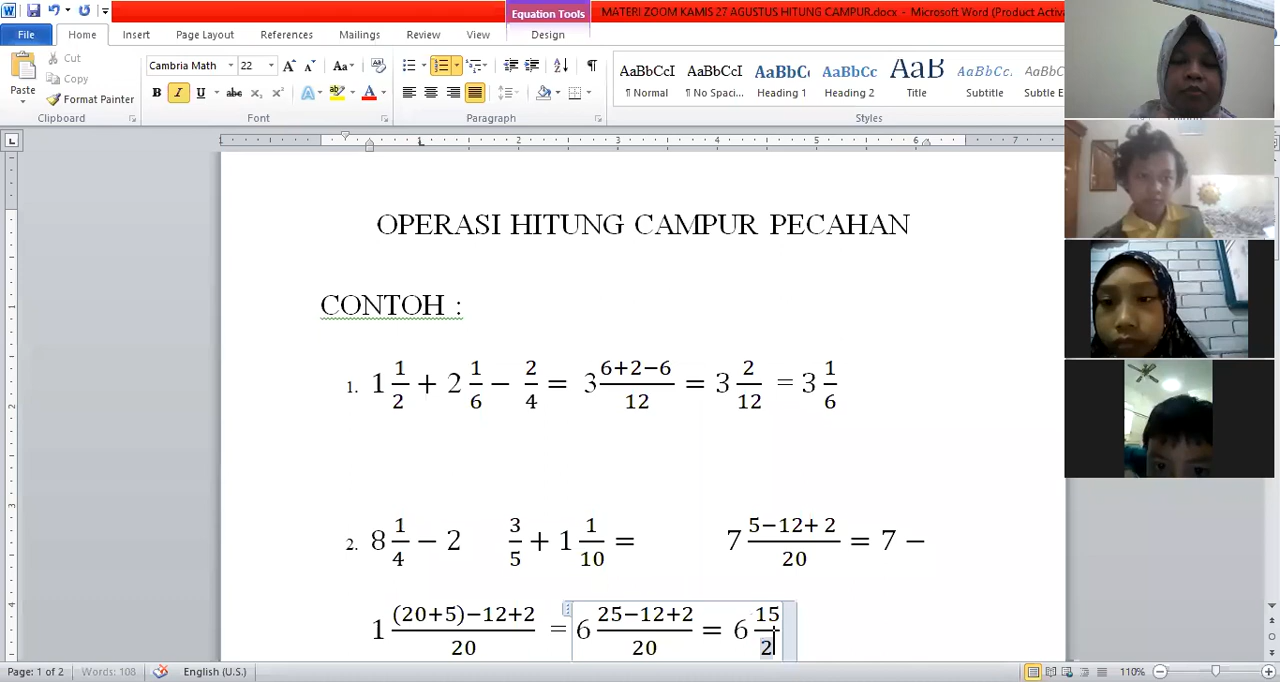 Equation Tools
MATERI ZOOM KAMIS 27 AGUSTUS HITUNG CAMPUR.docx - Microsoft Word (Product Activa
File Home Insert Page Layout References Mailings Review View Design
Cut
Copy
Paste
Format Painter
Cambria Math 22
AaBbCcI AaBbCcI AaBbCc AaBbCc AaB AaBbCc. AaBbCc
¶ Normal ¶ No Spaci... Heading 1 Heading 2 Title Subtitle Subtle E
Clipboard Font Paragraph Styles
OPERASI HITUNG CAMPUR PECAHAN
CONTOH :
1. 1 1/2 + 2 1/6 − 2/4 = 3 6+2−6/12 = 3 2/12 = 3 1/6
2. 8 1/4 − 2 3/5 + 1 1/10 = 7 5−12+ 2/20 = 7 −
1 (20+5)−12+2/20 = 6 25−12+2/20 = 6 15/2
Page: 1 of 2 Words: 108 English (U.S.) 110%